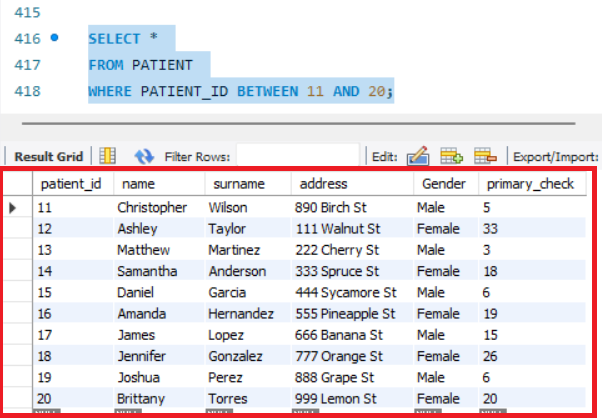 415
416 SELECT *
417 FROM PATIENT
418 WHERE PATIENT_ID BETWEEN 11 AND 20;
Result Grid Filter Rows: Edit: Export/Import:
patient_id name surname address Gender primary_check
11 Christopher Wilson 890 Birch St Male 5
12 Ashley Taylor 111 Walnut St Female 33
13 Matthew Martinez 222 Cherry St Male 3
14 Samantha Anderson 333 Spruce St Female 18
15 Daniel Garcia 444 Sycamore St Male 6
16 Amanda Hernandez 555 Pineapple St Female 19
17 James Lopez 666 Banana St Male 15
18 Jennifer Gonzalez 777 Orange St Female 26
19 Joshua Perez 888 Grape St Male 6
20 Brittany Torres 999 Lemon St Female 20